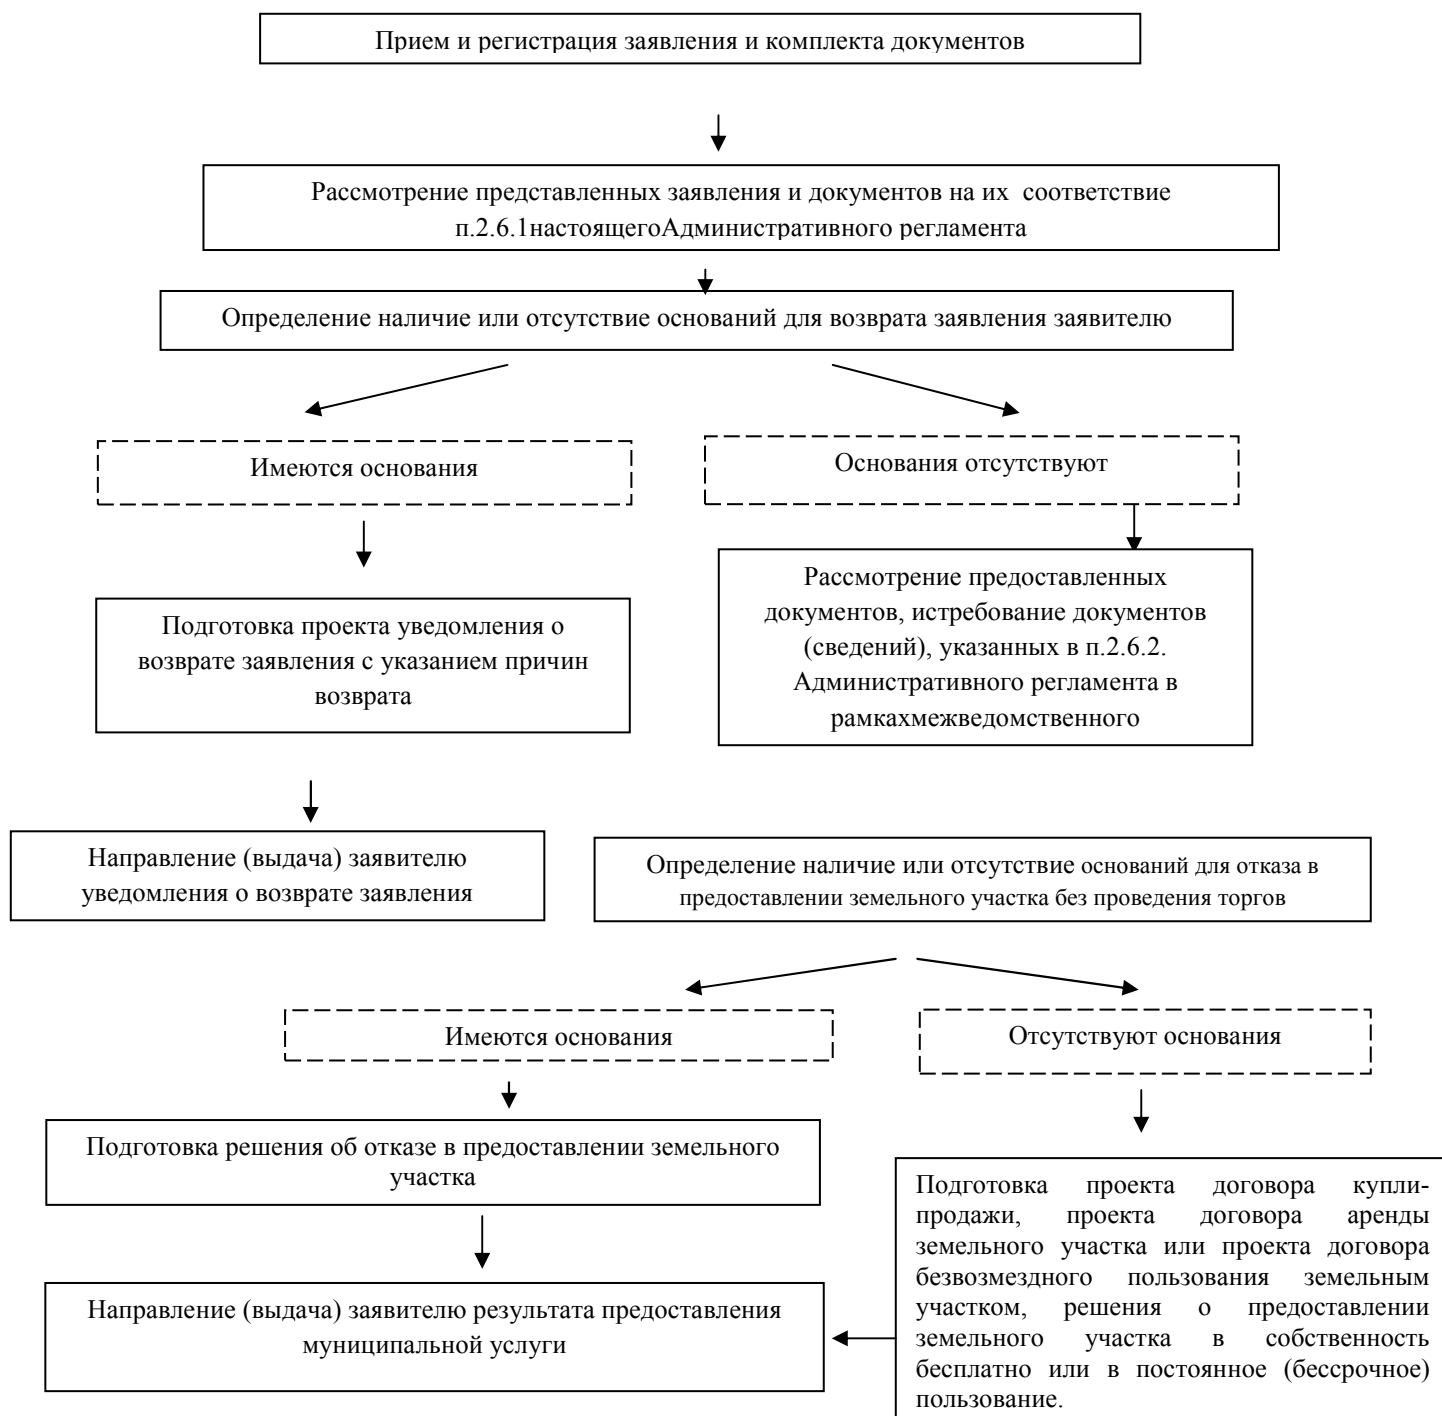 Прием и регистрация заявления и комплекта документов
Рассмотрение представленных заявления и документов на их соответствие
п.2.6.1настоящегоАдминистративного регламента
Определение наличие или отсутствие оснований для возврата заявления заявителю
Имеются основания
Основания отсутствуют
Подготовка проекта уведомления о
возврате заявления с указанием причин
возврата
Рассмотрение предоставленных
документов, истребование документов
(сведений), указанных в п.2.6.2.
Административного регламента в
рамкахмежведомственного
Направление (выдача) заявителю
уведомления о возврате заявления
Определение наличие или отсутствие оснований для отказа в
предоставлении земельного участка без проведения торгов
Имеются основания
Отсутствуют основания
Подготовка решения об отказе в предоставлении земельного
участка
Направление (выдача) заявителю результата предоставления
муниципальной услуги
Подготовка проекта договора купли-
продажи, проекта договора аренды
земельного участка или проекта договора
безвозмездного пользования земельным
участком, решения о предоставлении
земельного участка в собственность
бесплатно или в постоянное (бессрочное)
пользование.